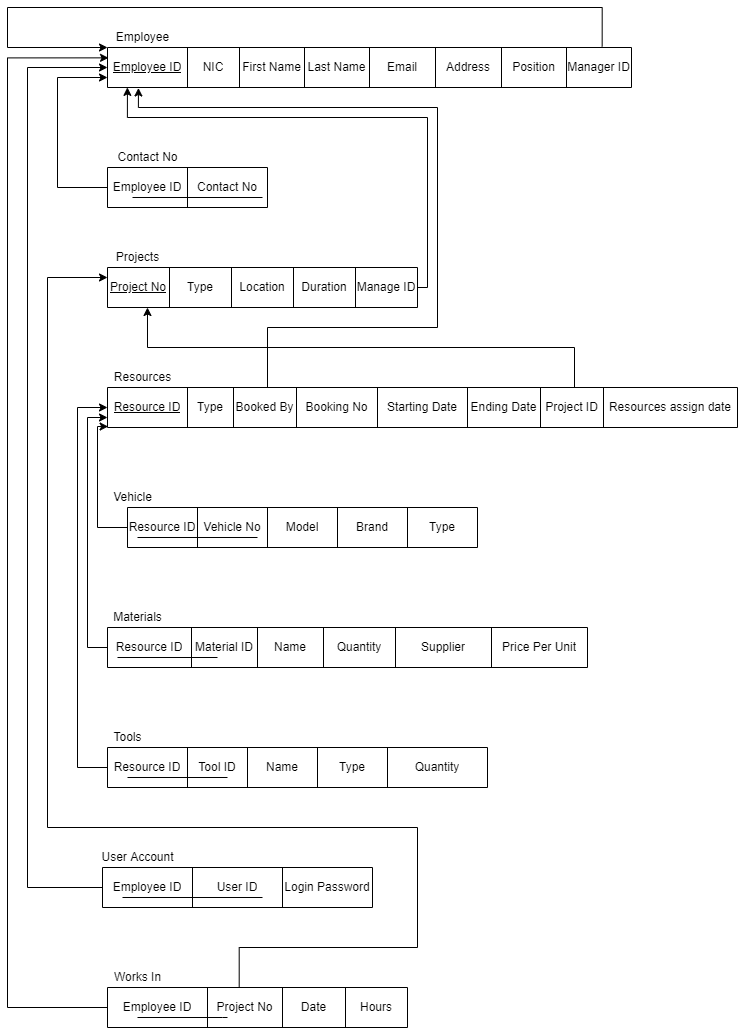 Employee
Employee ID NIC First Name Last Name Email Address Position Manager ID
Contact No
Employee ID Contact No
Projects
Project No Type Location Duration Manage ID
Resources
Resource ID Type Booked By Booking No Starting Date Ending Date Project ID Resources assign date
Vehicle
Resource ID Vehicle No Model Brand Type
Materials
Resource ID Material ID Name Quantity Supplier Price Per Unit
Tools
Resource ID Tool ID Name Type Quantity
User Account
Employee ID User ID Login Password
Works In
Employee ID Project No Date Hours